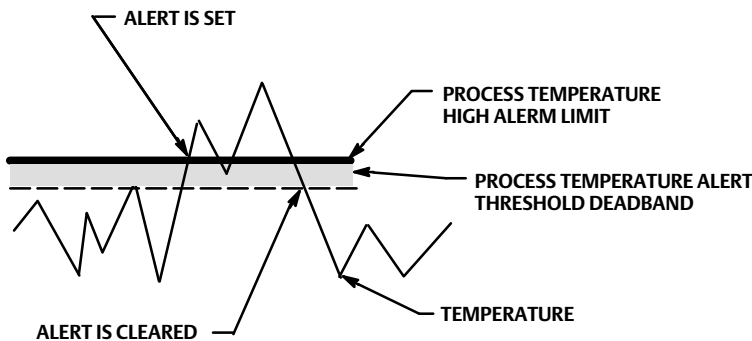 ALERT IS SET
PROCESS TEMPERATURE
HIGH ALERM LIMIT
PROCESS TEMPERATURE ALERT
THRESHOLD DEADBAND
TEMPERATURE
ALERT IS CLEARED